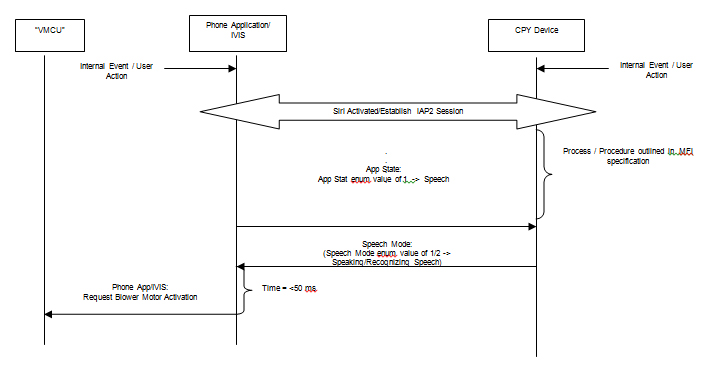 "VMCU"
Phone Application/
IVIS
CPY Device
Internal Event / User
Action
Internal Event / User
Action
Siri Activated/Establish IAP2 Session
Process / Procedure outlined in MFI
specification
.
.
App State:
App Stat enum value of 1 -> Speech
Speech Mode:
(Speech Mode enum value of 1/2 ->
Speaking/Recognizing Speech)
Phone App/IVIS:
Request Blower Motor Activation
Time = <50 ms